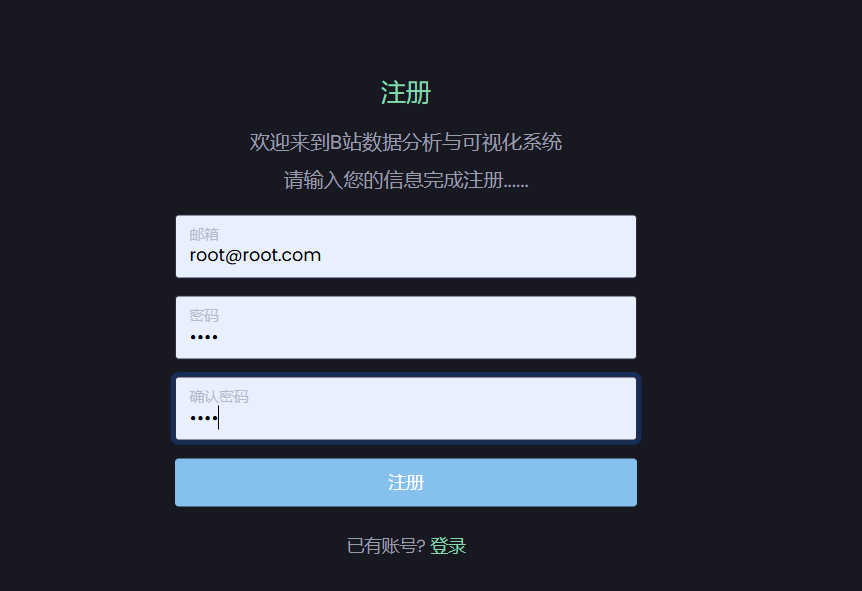 注册
欢迎来到B站数据分析与可视化系统
请输入您的信息完成注册......
邮箱
root@root.com
密码
••••
确认密码
••••
注册
已有账号? 登录